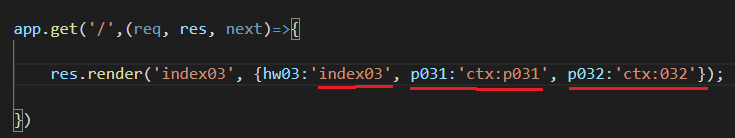 app.get('/',(req, res, next)=>{
res.render('index03', {hw03:'index03', p031:'ctx:p031', p032:'ctx:032'});
})